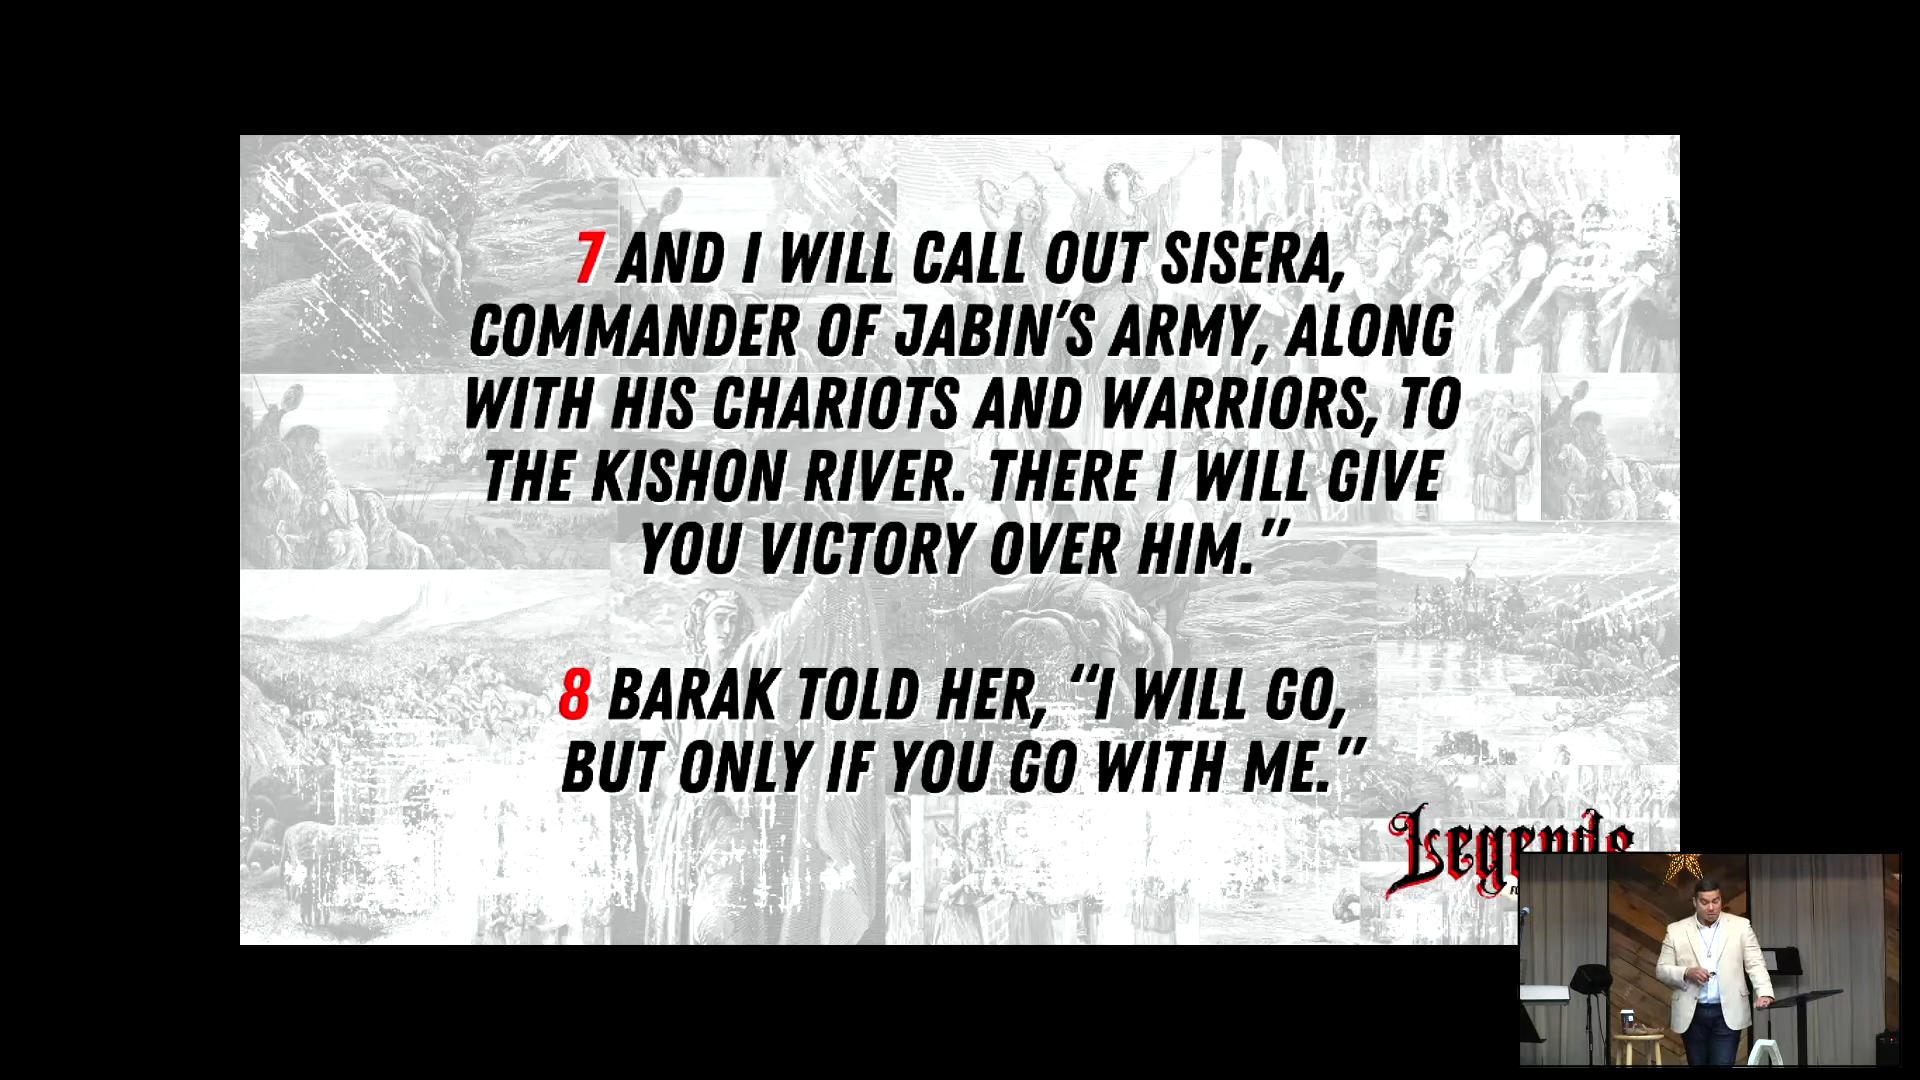 7 AND I WILL CALL OUT SISERA,
COMMANDER OF JABIN'S ARMY, ALONG
WITH HIS CHARIOTS AND WARRIORS, TO
THE KISHON RIVER. THERE I WILL GIVE
YOU VICTORY OVER HIM.”
8 BARAK TOLD HER, “I WILL GO,
BUT ONLY IF YOU GO WITH ME.”
Legends